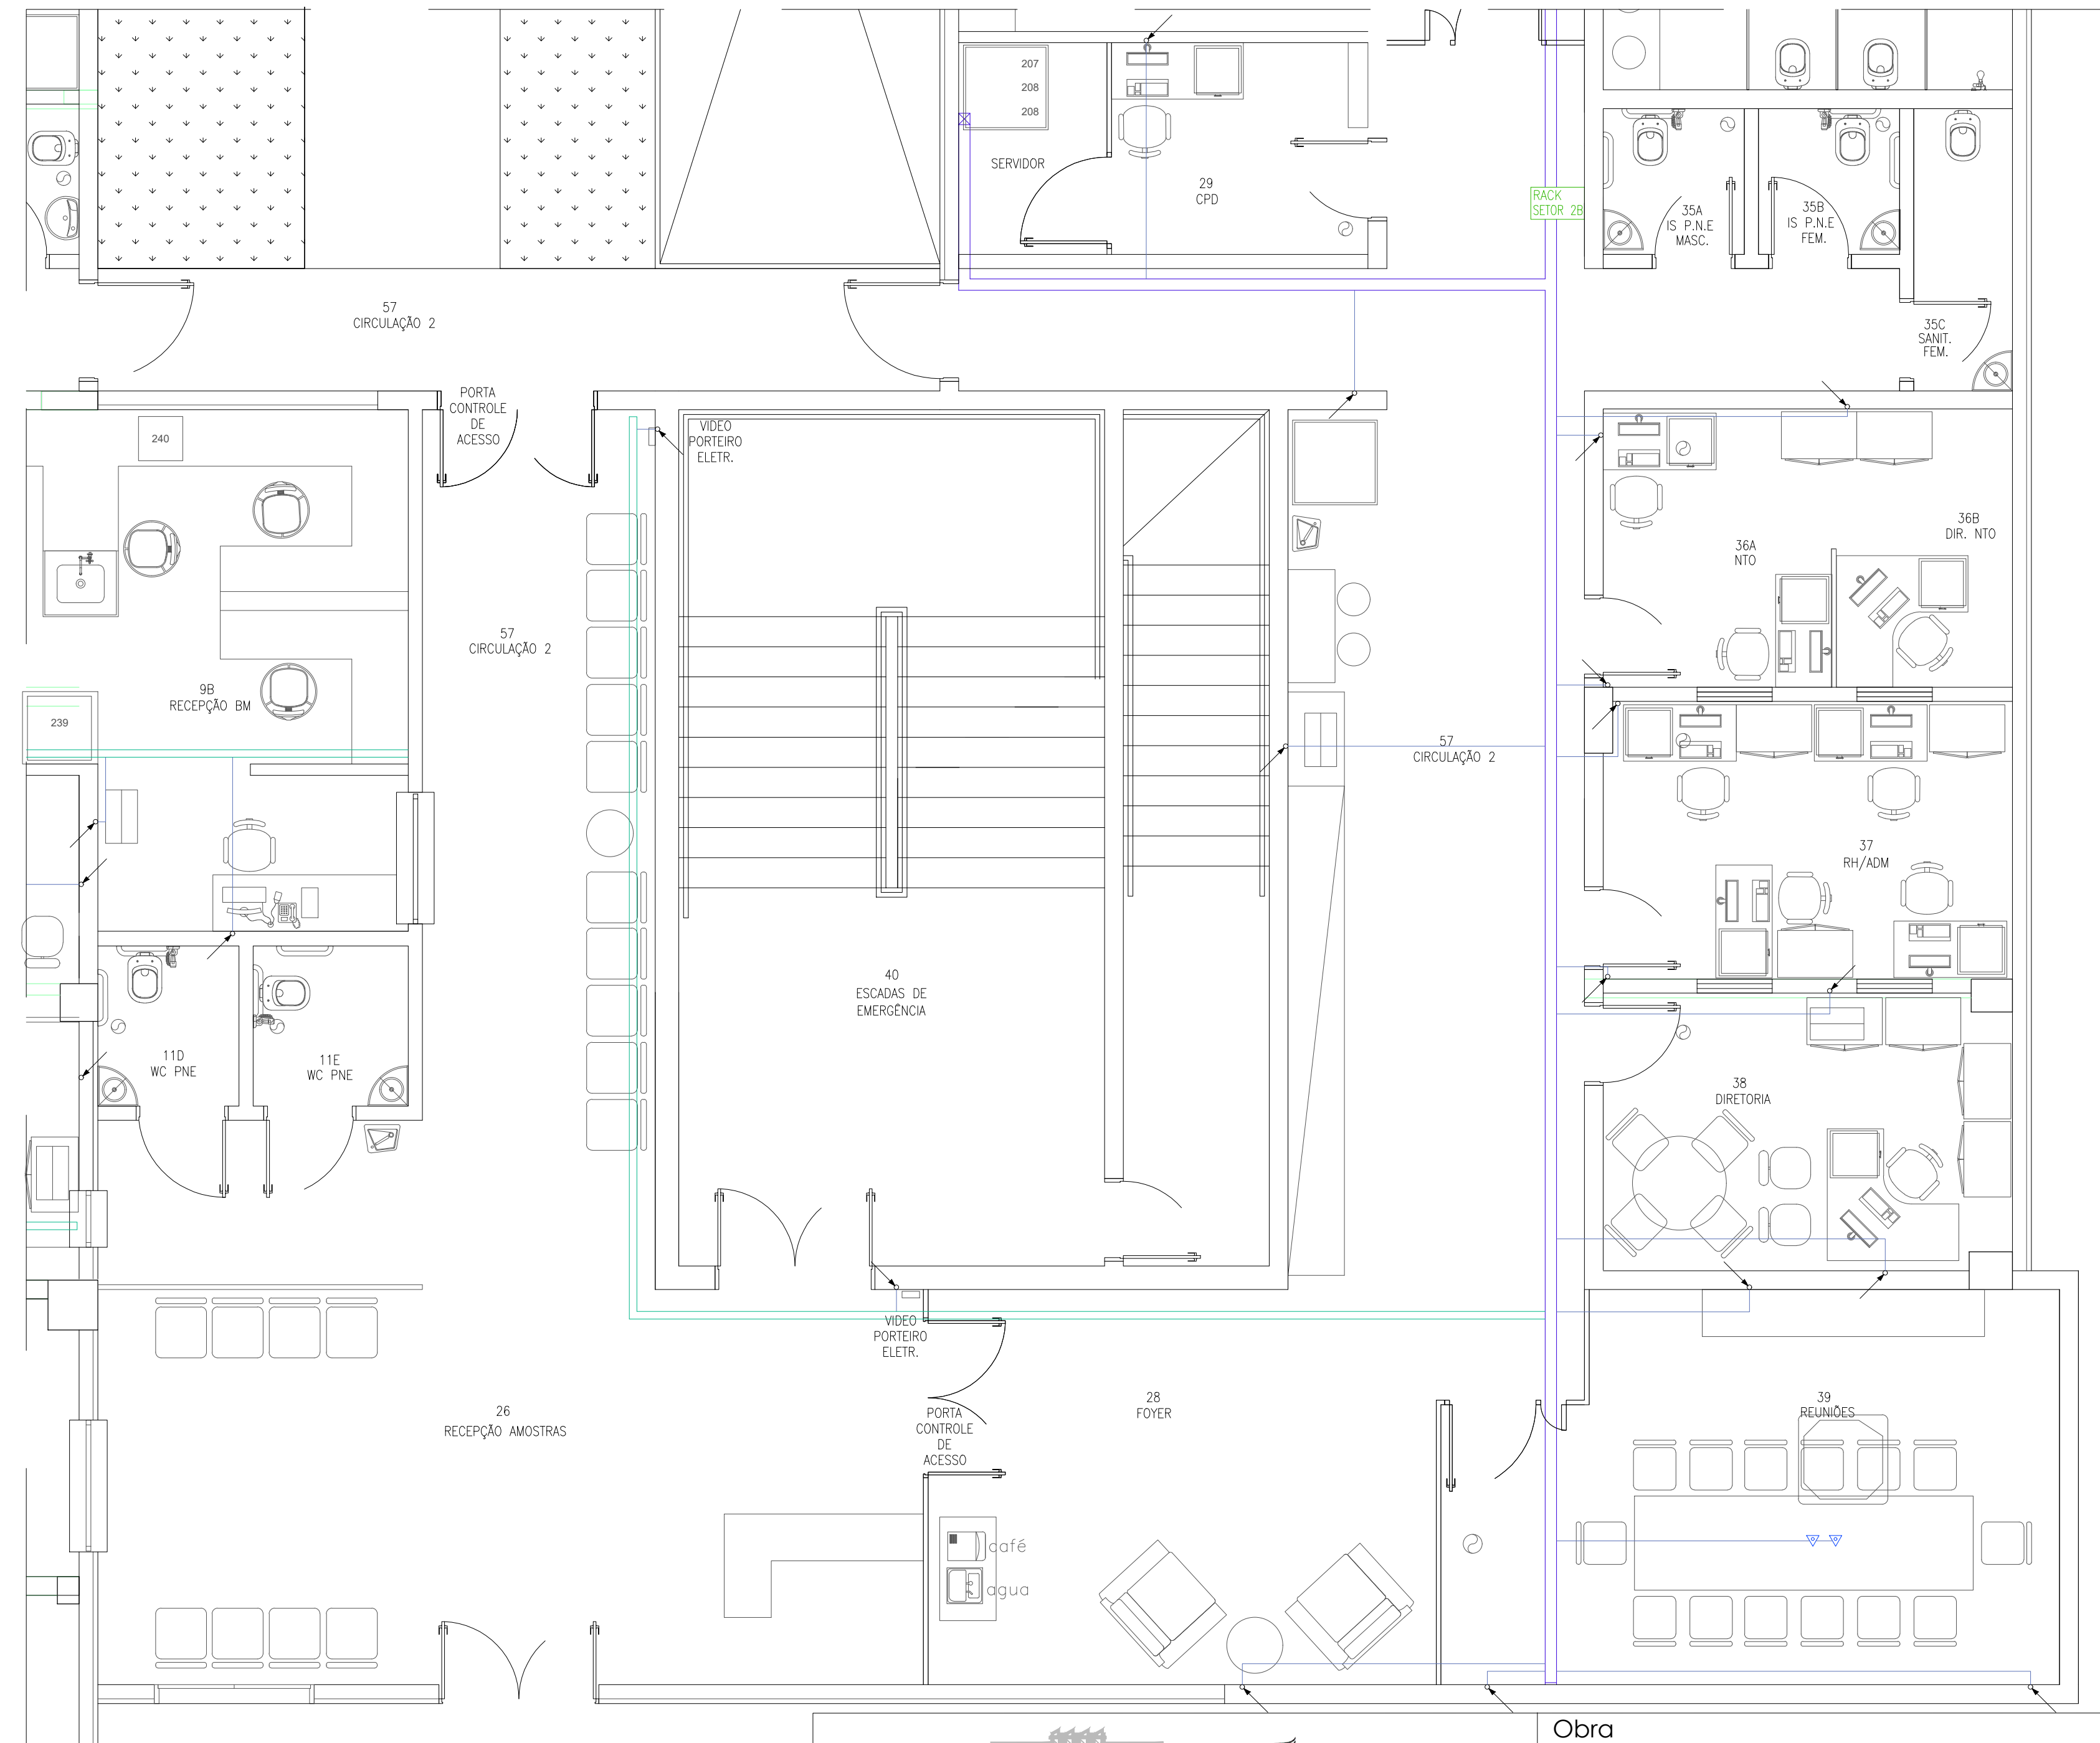 207
208
208
SERVIDOR
29
CPD
RACK
SETOR 2B
35A
IS P.N.E
MASC.
35B
IS P.N.E
FEM.
35C
SANIT.
FEM.
57
CIRCULAÇÃO 2
PORTA
CONTROLE
DE
ACESSO
VIDEO
PORTEIRO
ELETR.
240
36A
NTO
36B
DIR. NTO
57
CIRCULAÇÃO 2
9B
RECEPÇÃO BM
239
57
CIRCULAÇÃO 2
37
RH/ADM
40
ESCADAS DE
EMERGÊNCIA
11D
WC PNE
11E
WC PNE
38
DIRETORIA
VIDEO
PORTEIRO
ELETR.
26
RECEPÇÃO AMOSTRAS
PORTA
CONTROLE
DE
ACESSO
28
FOYER
39
REUNIÕES
café
agua
Obra